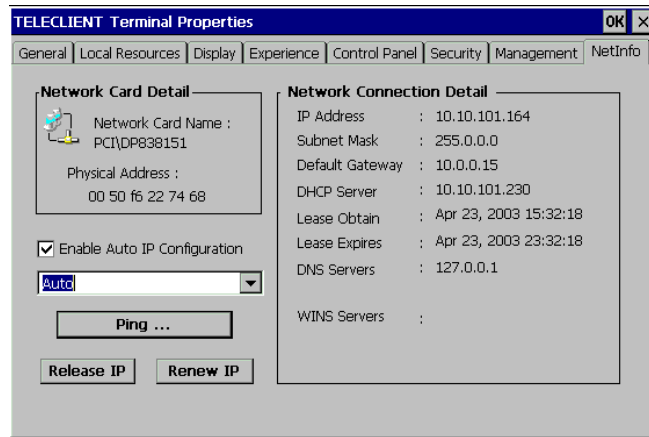 TELECLIENT Terminal Properties OK ×
General Local Resources Display Experience Control Panel Security Management NetInfo
Network Card Detail
Network Card Name :
PCI\DP838151
Physical Address :
00 50 f6 22 74 68
Enable Auto IP Configuration
Auto
Ping ...
Release IP Renew IP
Network Connection Detail
IP Address : 10.10.101.164
Subnet Mask : 255.0.0.0
Default Gateway : 10.0.0.15
DHCP Server : 10.10.101.230
Lease Obtain : Apr 23, 2003 15:32:18
Lease Expires : Apr 23, 2003 23:32:18
DNS Servers : 127.0.0.1
WINS Servers :